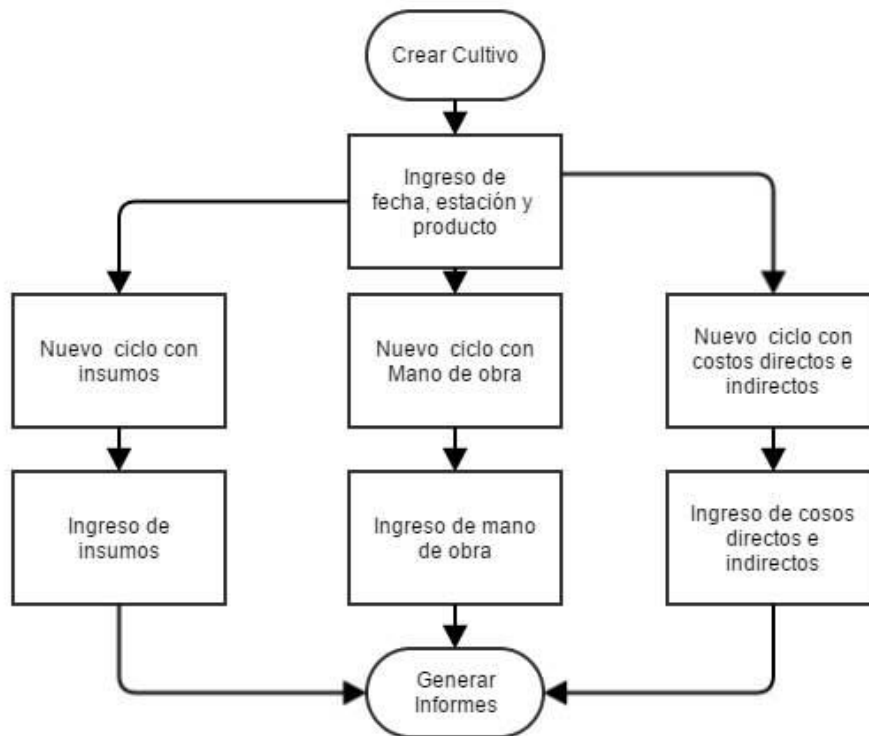 Crear Cultivo
Ingreso de
fecha, estación y
producto
Nuevo ciclo con
insumos
Nuevo ciclo con
Mano de obra
Nuevo ciclo con
costos directos e
indirectos
Ingreso de
insumos
Ingreso de mano
de obra
Ingreso de cosos
directos e
indirectos
Generar
Informes